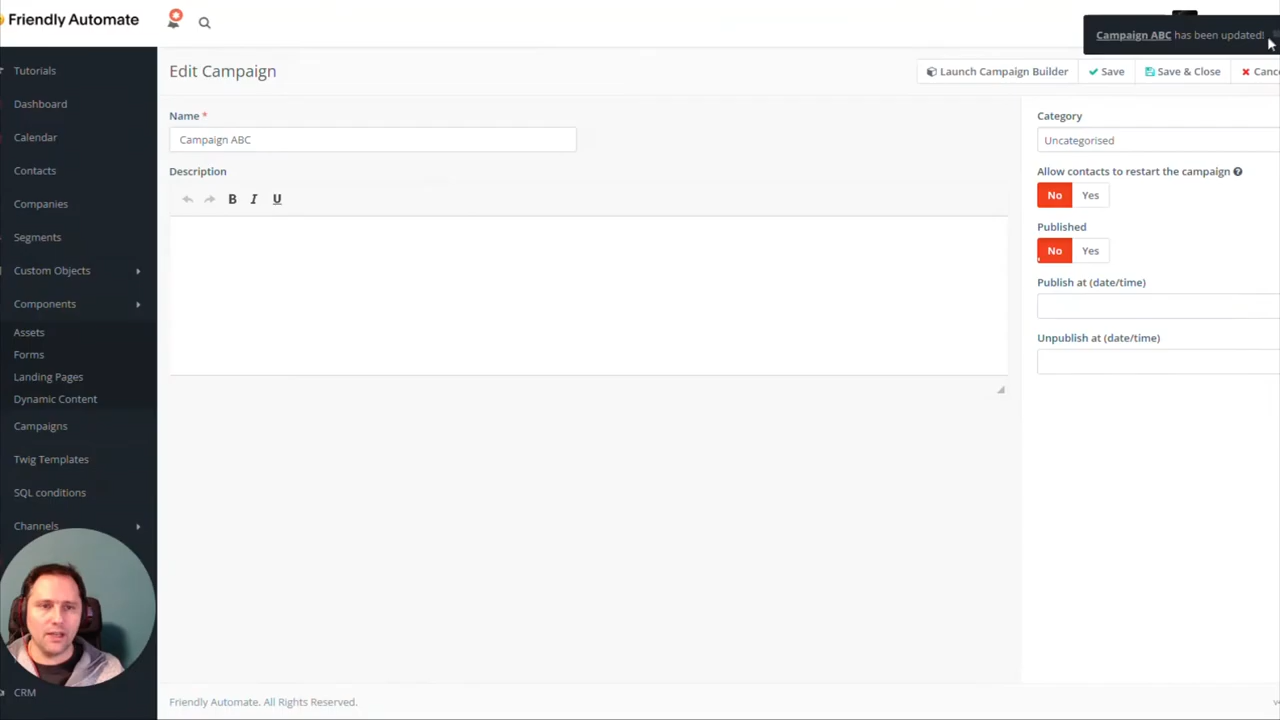 Friendly Automate
Campaign ABC has been updated!
Tutorials
Dashboard
Calendar
Contacts
Companies
Segments
Custom Objects
Components
Assets
Forms
Landing Pages
Dynamic Content
Campaigns
Twig Templates
SQL conditions
Channels
CRM
Edit Campaign
Launch Campaign Builder
Save
Save & Close
Name *
Campaign ABC
Description
B I U
Category
Uncategorised
Allow contacts to restart the campaign
No Yes
Published
No Yes
Publish at (date/time)
Unpublish at (date/time)
Friendly Automate. All Rights Reserved.